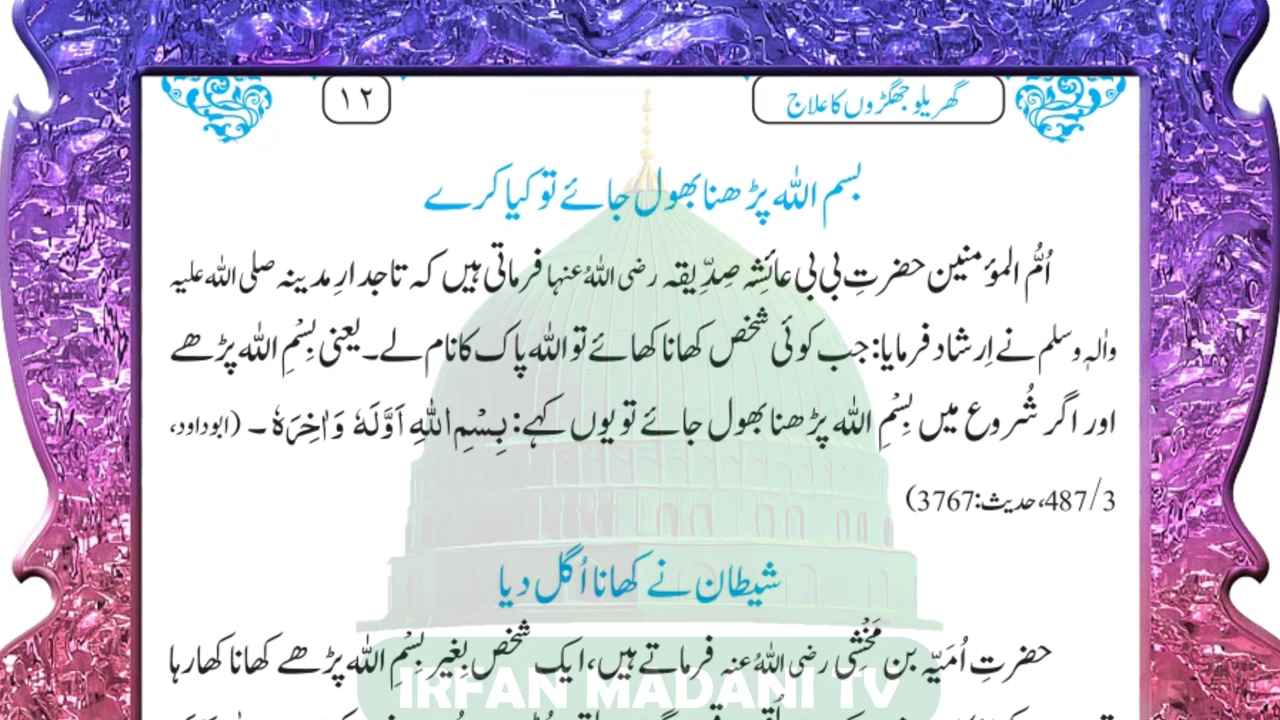 گھریلو جھگڑوں کا علاج
۱۲
بسم اللہ پڑھنا بھول جائے تو کیا کرے
اُمُّ المؤمنین حضرتِ بی بی عائِشہ صِدِّیقہ رضی اللہُ عنہا فرماتی ہیں کہ تاجدارِ مدینہ صلی اللہ علیہ
واٰلہٖ وسلم نے اِرشاد فرمایا: جب کوئی شخص کھانا کھائے تو اللہ پاک کا نام لے۔ یعنی بِسْمِ اللہ پڑھے
اور اگر شُروع میں بِسْمِ اللہ پڑھنا بھول جائے تو یوں کہے: بِسْمِ اللّٰہِ اَوَّلَہٗ وَاٰخِرَہٗ ۔ (ابوداود،
3/487، حدیث: 3767)
شیطان نے کھانا اُگل دیا
حضرتِ اُمَیّہ بن مَخْشِی رضی اللہُ عنہ فرماتے ہیں، ایک شخص بغیر بِسْمِ اللہ پڑھے کھانا کھا رہا
IRFAN MADANI TV